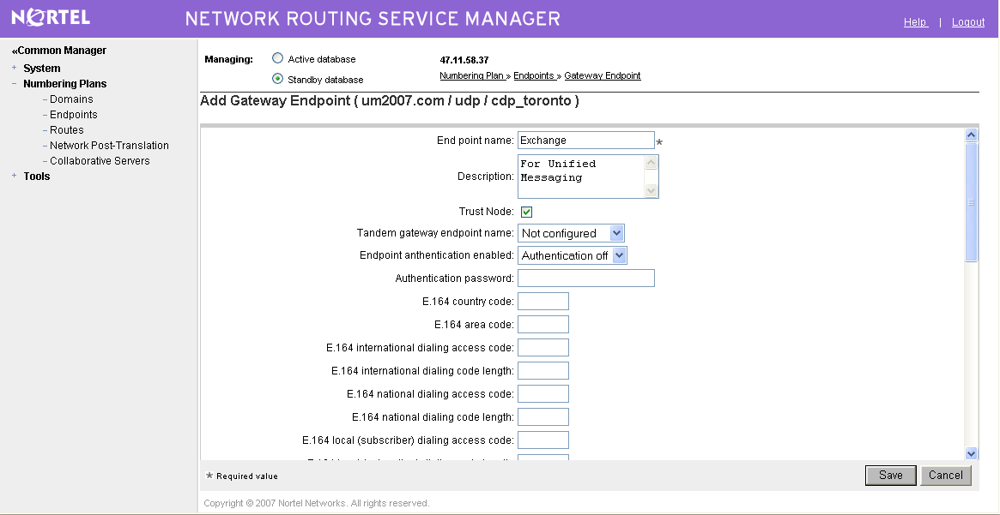 NORTEL NETWORK ROUTING SERVICE MANAGER
Help | Logout
«Common Manager
+ System
− Numbering Plans
– Domains
– Endpoints
– Routes
– Network Post-Translation
– Collaborative Servers
+ Tools
Managing: Active database 47.11.58.37
Standby database Numbering Plan » Endpoints » Gateway Endpoint
Add Gateway Endpoint ( um2007.com / udp / cdp_toronto )
End point name: Exchange *
Description: For Unified
Messaging
Trust Node:
Tandem gateway endpoint name: Not configured
Endpoint anthentication enabled: Authentication off
Authentication password:
E.164 country code:
E.164 area code:
E.164 international dialing access code:
E.164 international dialing code length:
E.164 national dialing access code:
E.164 national dialing code length:
E.164 local (subscriber) dialing access code:
* Required value Save Cancel
Copyright © 2007 Nortel Networks. All rights reserved.